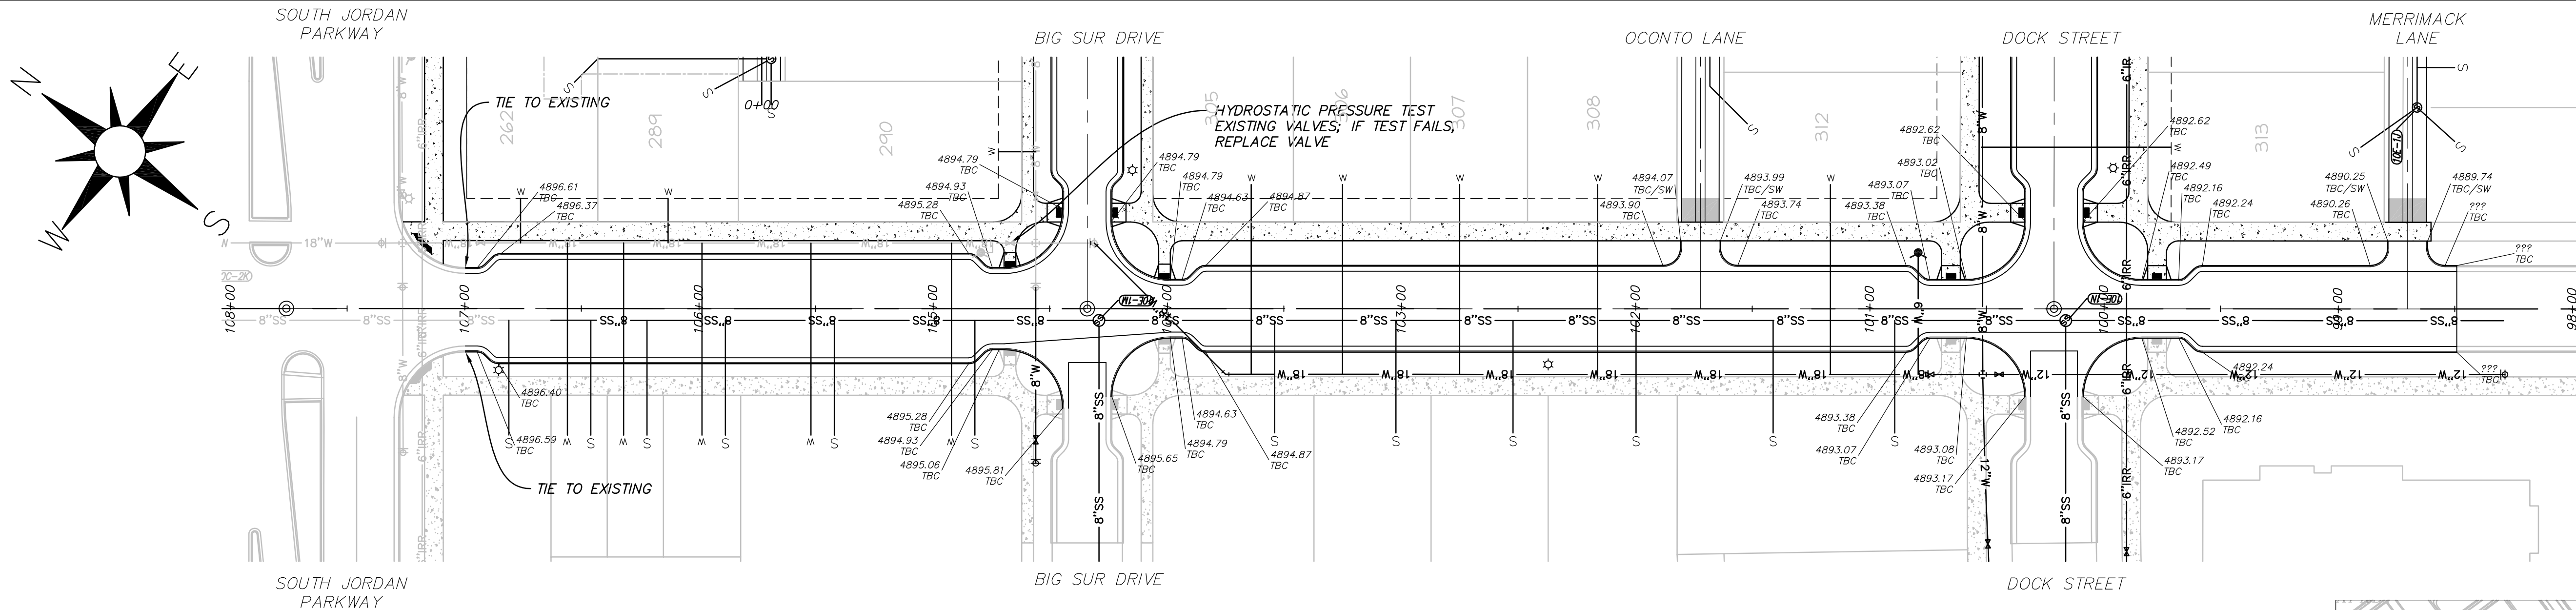 SOUTH JORDAN
PARKWAY
BIG SUR DRIVE
OCONTO LANE
DOCK STREET
MERRIMACK
LANE
N
E
S
W
TIE TO EXISTING
0+00
HYDROSTATIC PRESSURE TEST
EXISTING VALVES; IF TEST FAILS,
REPLACE VALVE
262
289
290
305
306
307
308
312
313
4896.61
TBC
4896.37
TBC
4894.79
TBC
4894.93
TBC
4895.28
TBC
4894.79
TBC
4894.79
TBC
4894.63
TBC
4894.87
TBC
4894.07
TBC/SW
4893.90
TBC
4893.99
TBC/SW
4893.74
TBC
4892.62
TBC
4893.02
TBC
4893.07
TBC
4893.38
TBC
4892.62
TBC
4892.49
TBC
4892.16
TBC
4892.24
TBC
4890.25
TBC/SW
4890.26
TBC
4889.74
TBC/SW
???
TBC
???
TBC
10E-1J
18"W
8"W
6"IRR
108+00
107+00
106+00
105+00
103+00
102+00
101+00
100+00
98+00
8"SS
10E-1M
10E-1N
6"W
12"W
4896.40
TBC
4896.59
TBC
4895.28
TBC
4894.93
TBC
4895.06
TBC
4895.81
TBC
4895.65
TBC
4894.63
TBC
4894.79
TBC
4894.87
TBC
4893.38
TBC
4893.07
TBC
4893.08
TBC
4893.17
TBC
4892.24
TBC
4892.16
TBC
4892.52
TBC
4893.17
TBC
???
TBC
TIE TO EXISTING
SOUTH JORDAN
PARKWAY
BIG SUR DRIVE
DOCK STREET